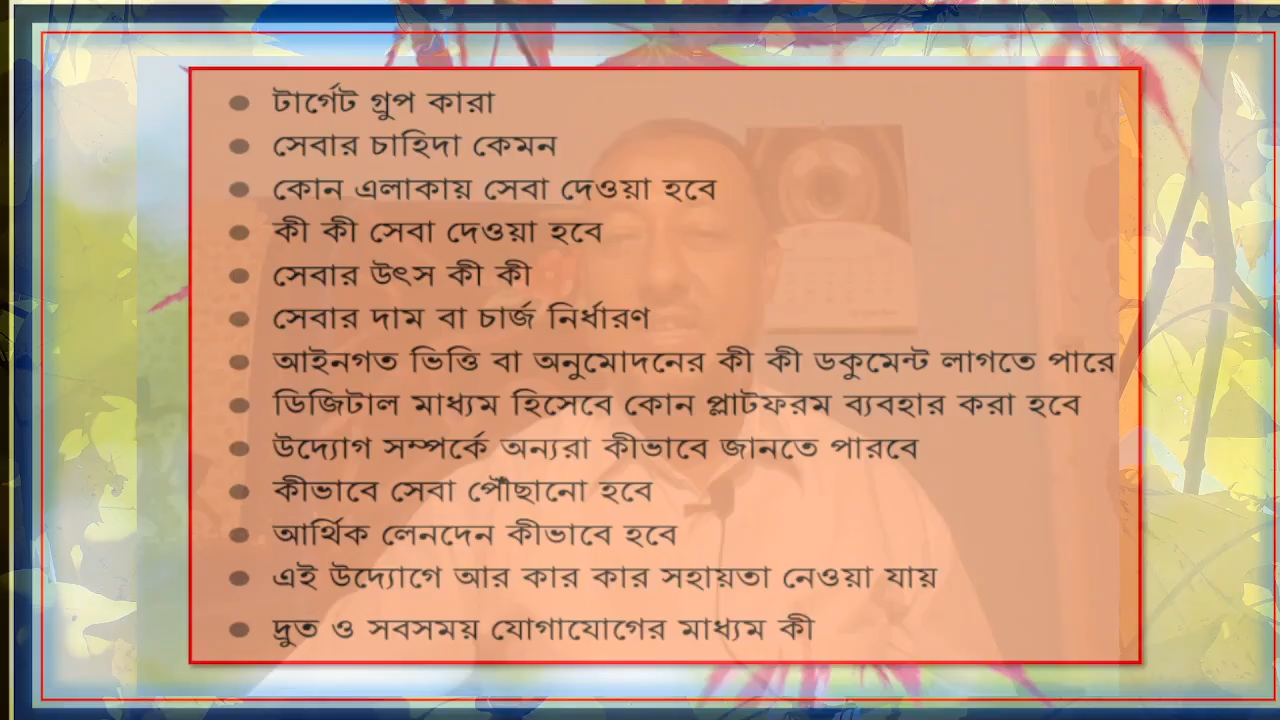 টার্গেট গ্রুপ কারা
সেবার চাহিদা কেমন
কোন এলাকায় সেবা দেওয়া হবে
কী কী সেবা দেওয়া হবে
সেবার উৎস কী কী
সেবার দাম বা চার্জ নির্ধারণ
আইনগত ভিত্তি বা অনুমোদনের কী কী ডকুমেন্ট লাগতে পারে
ডিজিটাল মাধ্যম হিসেবে কোন প্লাটফরম ব্যবহার করা হবে
উদ্যোগ সম্পর্কে অন্যরা কীভাবে জানতে পারবে
কীভাবে সেবা পৌঁছানো হবে
আর্থিক লেনদেন কীভাবে হবে
এই উদ্যোগে আর কার কার সহায়তা নেওয়া যায়
দ্রুত ও সবসময় যোগাযোগের মাধ্যম কী